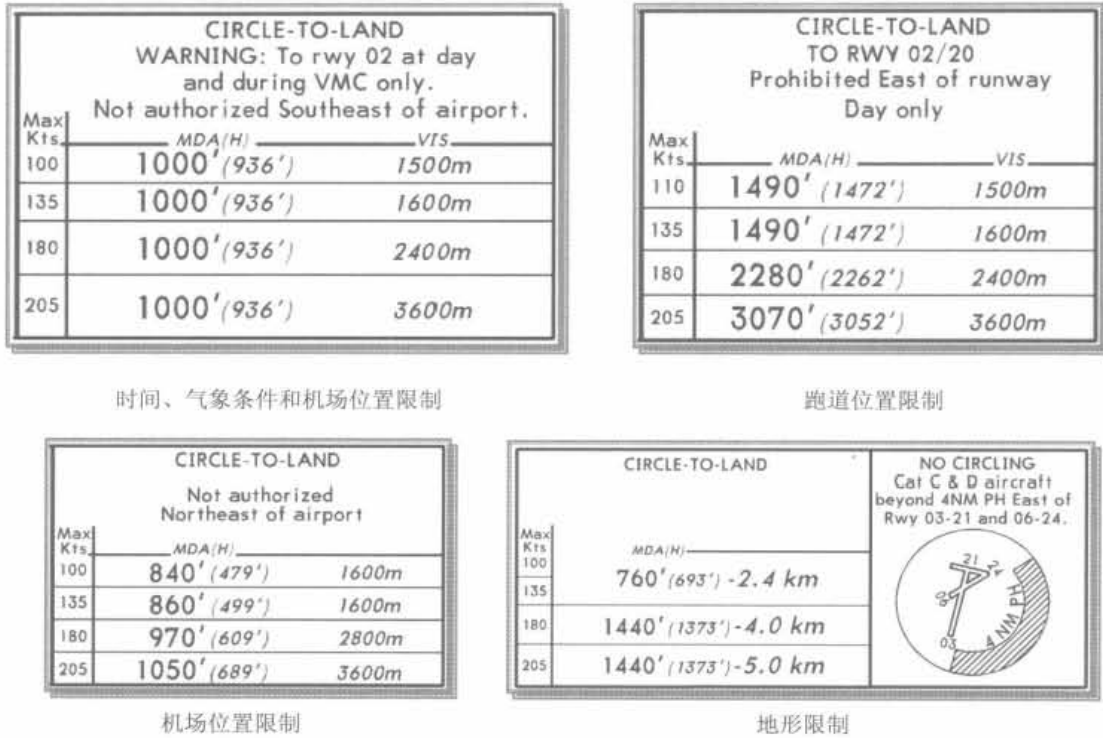 CIRCLE-TO-LAND
WARNING: To rwy 02 at day
and during VMC only.
Not authorized Southeast of airport.
Max
Kts MDA(H) VIS
100 1000'(936') 1500m
135 1000'(936') 1600m
180 1000'(936') 2400m
205 1000'(936') 3600m
时间、气象条件和机场位置限制
CIRCLE-TO-LAND
TO RWY 02/20
Prohibited East of runway
Day only
Max
Kts MDA(H) VIS
110 1490'(1472') 1500m
135 1490'(1472') 1600m
180 2280'(2262') 2400m
205 3070'(3052') 3600m
跑道位置限制
CIRCLE-TO-LAND
Not authorized
Northeast of airport
Max
Kts MDA(H)
100 840'(479') 1600m
135 860'(499') 1600m
180 970'(609') 2800m
205 1050'(689') 3600m
机场位置限制
CIRCLE-TO-LAND
Max
Kts MDA(H)
100
135 760'(693')-2.4 km
180 1440'(1373')-4.0 km
205 1440'(1373')-5.0 km
NO CIRCLING
Cat C & D aircraft
beyond 4NM PH East of
Rwy 03-21 and 06-24.
21
03
4 NM PH
地形限制